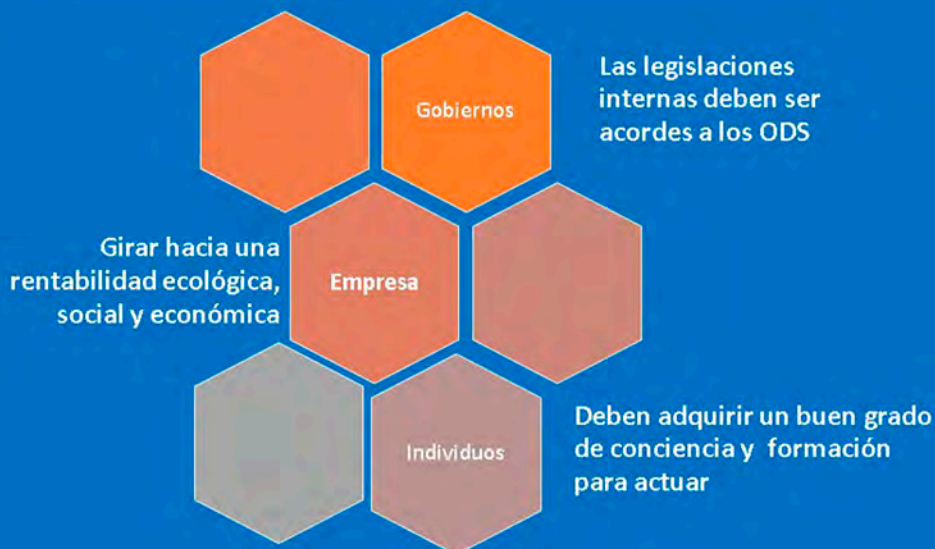 Gobiernos
Las legislaciones
internas deben ser
acordes a los ODS
Girar hacia una
rentabilidad ecológica,
social y económica
Empresa
Individuos
Deben adquirir un buen grado
de conciencia y formación
para actuar